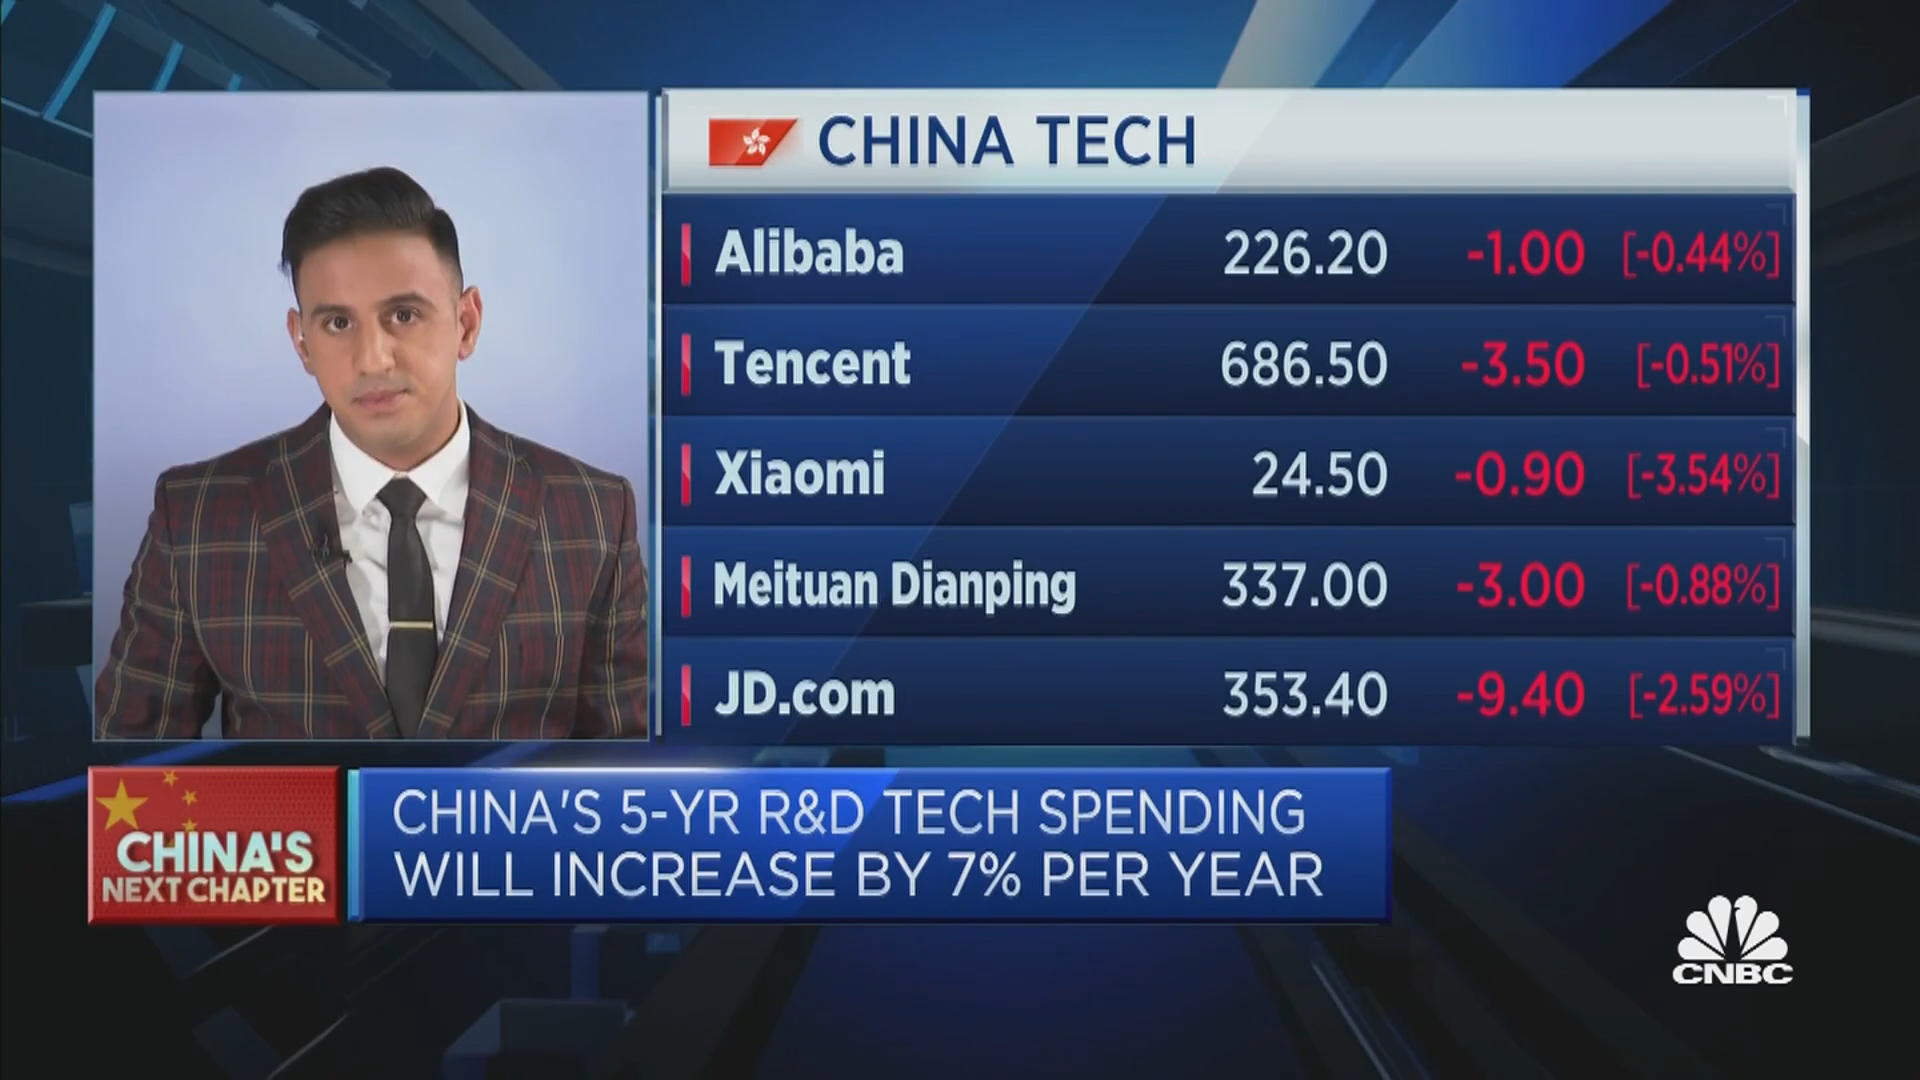 CHINA TECH
Alibaba 226.20 -1.00 [-0.44%]
Tencent 686.50 -3.50 [-0.51%]
Xiaomi 24.50 -0.90 [-3.54%]
Meituan Dianping 337.00 -3.00 [-0.88%]
JD.com 353.40 -9.40 [-2.59%]
CHINA'S
NEXT CHAPTER
CHINA'S 5-YR R&D TECH SPENDING
WILL INCREASE BY 7% PER YEAR
CNBC